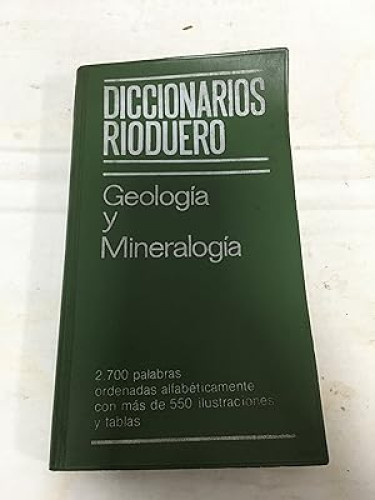 DICCIONARIOS
RIODUERO
Geología
y
Mineralogía
2.700 palabras
ordenadas alfabéticamente
con más de 550 ilustraciones
y tablas